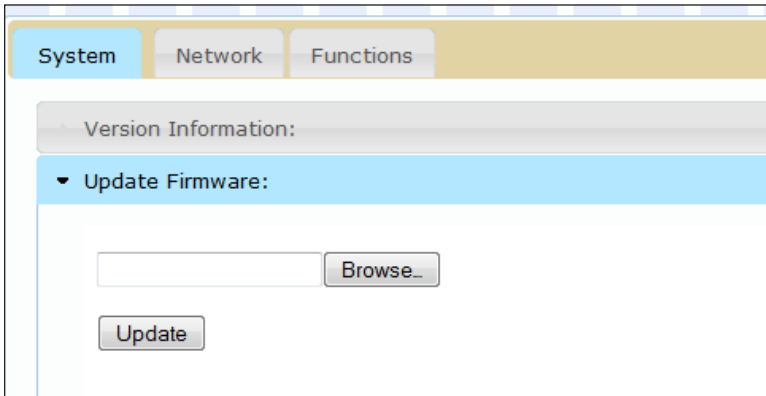 System Network Functions
Version Information:
Update Firmware:
Browse...
Update